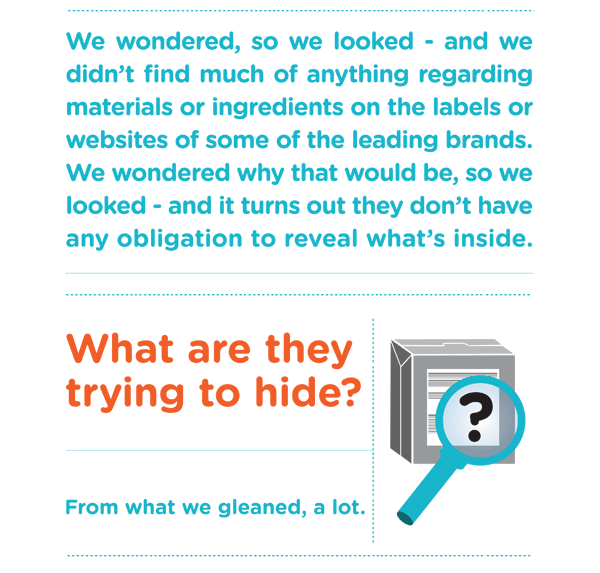 We wondered, so we looked - and we
didn't find much of anything regarding
materials or ingredients on the labels or
websites of some of the leading brands.
We wondered why that would be, so we
looked - and it turns out they don't have
any obligation to reveal what's inside.
What are they
trying to hide?
?
From what we gleaned, a lot.